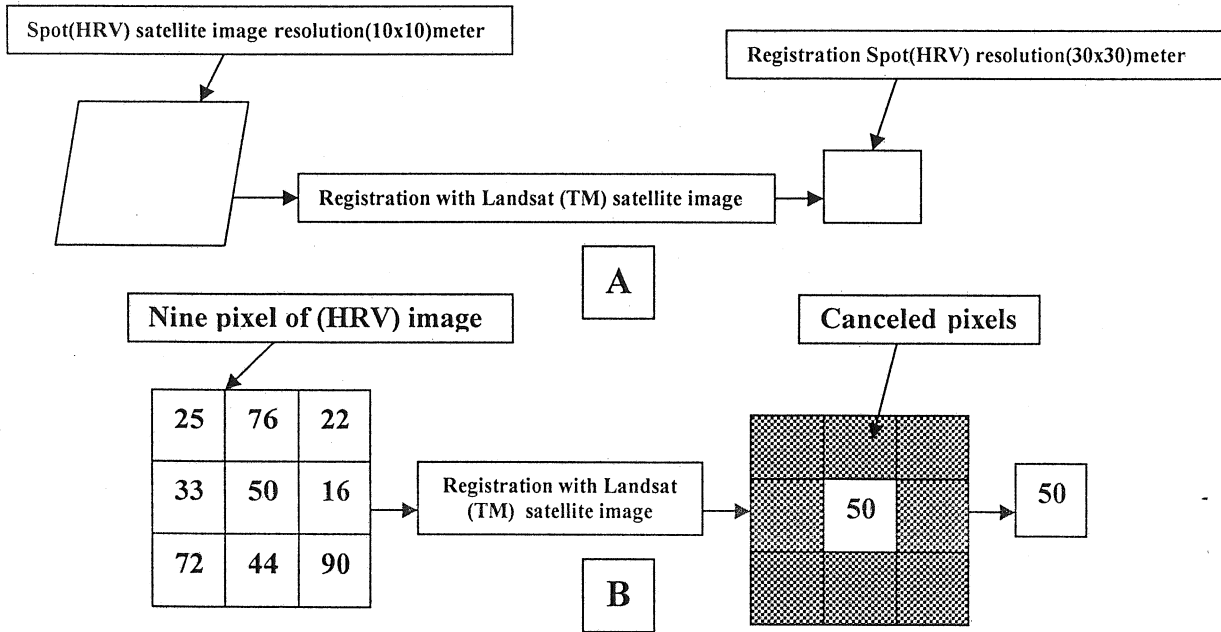 Spot(HRV) satellite image resolution(10x10)meter
Registration Spot(HRV) resolution(30x30)meter
Registration with Landsat (TM) satellite image
A
Nine pixel of (HRV) image
Canceled pixels
25 76 22
33 50 16
72 44 90
Registration with Landsat
(TM) satellite image
50
50
B